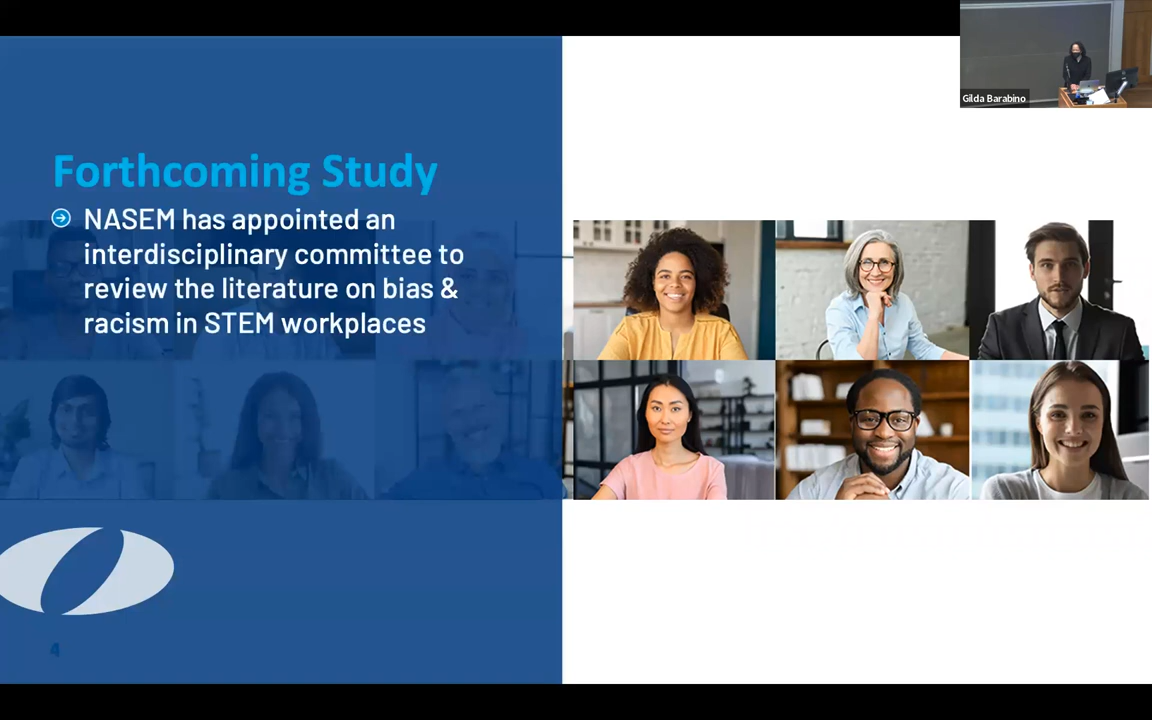 Gilda Barabino
Forthcoming Study
NASEM has appointed an
interdisciplinary committee to
review the literature on bias &
racism in STEM workplaces
4